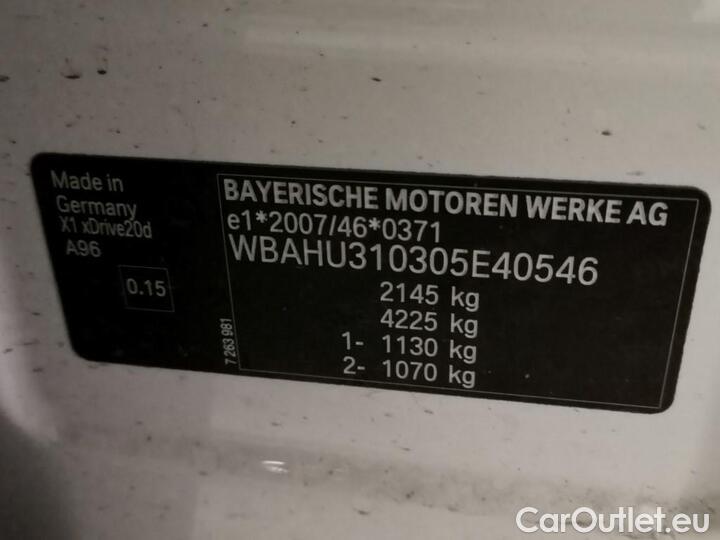 Made in
Germany
X1 xDrive20d
A96
0.15
7 263 981
BAYERISCHE MOTOREN WERKE AG
e1*2007/46*0371
WBAHU310305E40546
2145 kg
4225 kg
1- 1130 kg
2- 1070 kg
CarOutlet.eu